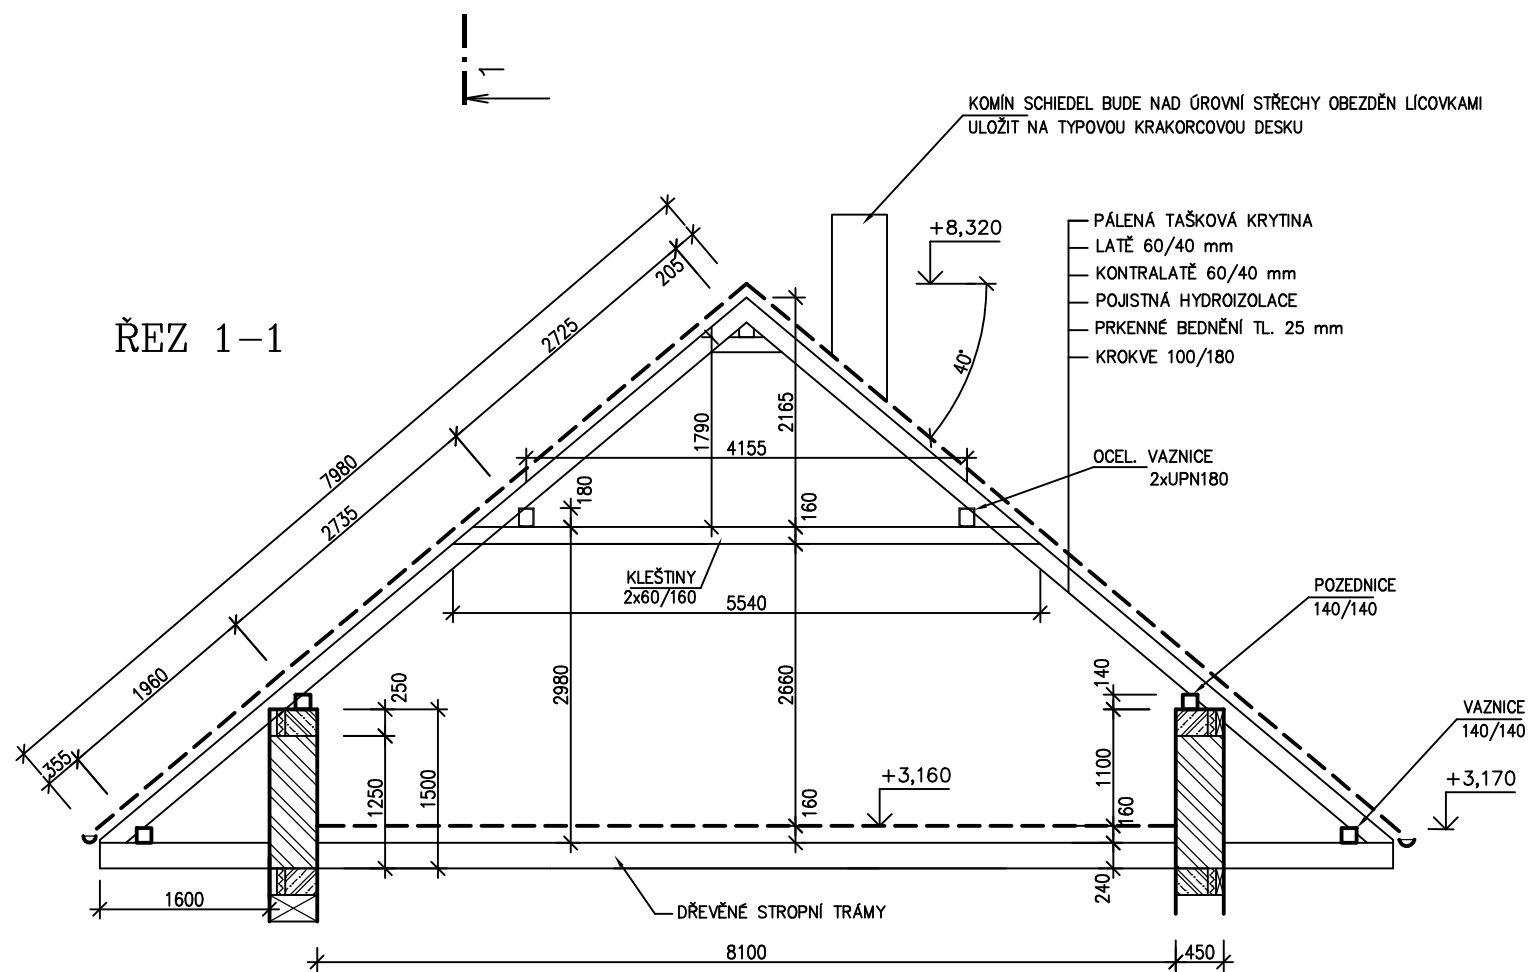 1
KOMÍN SCHIEDEL BUDE NAD ÚROVNÍ STŘECHY OBEZDĚN LÍCOVKAMI
ULOŽIT NA TYPOVOU KRAKORCOVOU DESKU
+8,320
PÁLENÁ TAŠKOVÁ KRYTINA
LATĚ 60/40 mm
KONTRALATĚ 60/40 mm
POJISTNÁ HYDROIZOLACE
PRKENNÉ BEDNĚNÍ TL. 25 mm
KROKVE 100/180
ŘEZ 1-1
205
2725
7980
2735
1960
355
40°
1790
2165
4155
180
160
OCEL. VAZNICE
2xUPN180
KLEŠTINY
2x60/160
5540
POZEDNICE
140/140
2980
2660
250
140
VAZNICE
140/140
1250
1500
160
+3,160
1100
160
+3,170
240
1600
DŘEVĚNÉ STROPNÍ TRÁMY
8100
450